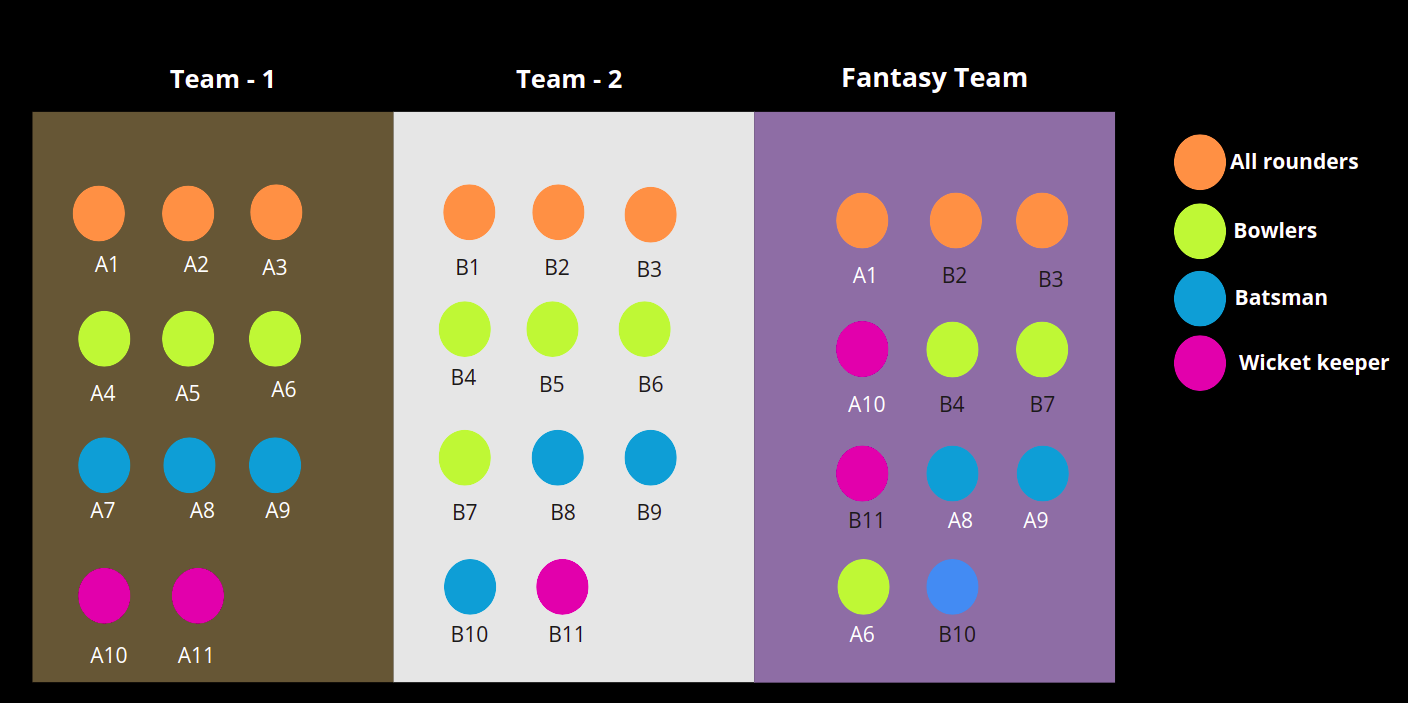 Team - 1
Team - 2
Fantasy Team
All rounders
Bowlers
Batsman
Wicket keeper
A1 A2 A3
A4 A5 A6
A7 A8 A9
A10 A11
B1 B2 B3
B4 B5 B6
B7 B8 B9
B10 B11
A1 B2 B3
A10 B4 B7
B11 A8 A9
A6 B10